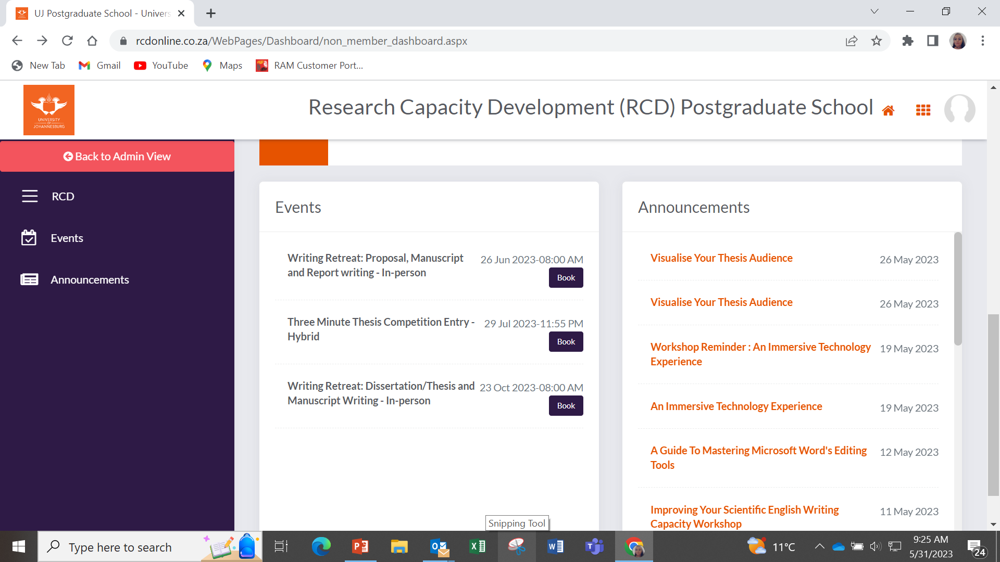 UJ Postgraduate School - Univers
rcdonline.co.za/WebPages/Dashboard/non_member_dashboard.aspx
New Tab
Gmail
YouTube
Maps
RAM Customer Port...
UNIVERSITY
OF
JOHANNESBURG
Research Capacity Development (RCD) Postgraduate School
Back to Admin View
RCD
Events
Announcements
Events
Writing Retreat: Proposal, Manuscript
and Report writing - In-person
26 Jun 2023-08:00 AM
Book
Three Minute Thesis Competition Entry -
Hybrid
29 Jul 2023-11:55 PM
Book
Writing Retreat: Dissertation/Thesis and
Manuscript Writing - In-person
23 Oct 2023-08:00 AM
Book
Announcements
Visualise Your Thesis Audience
26 May 2023
Visualise Your Thesis Audience
26 May 2023
Workshop Reminder : An Immersive Technology
Experience
19 May 2023
An Immersive Technology Experience
19 May 2023
A Guide To Mastering Microsoft Word's Editing
Tools
12 May 2023
Improving Your Scientific English Writing
Capacity Workshop
11 May 2023
Snipping Tool
Type here to search
11°C
9:25 AM
5/31/2023
24